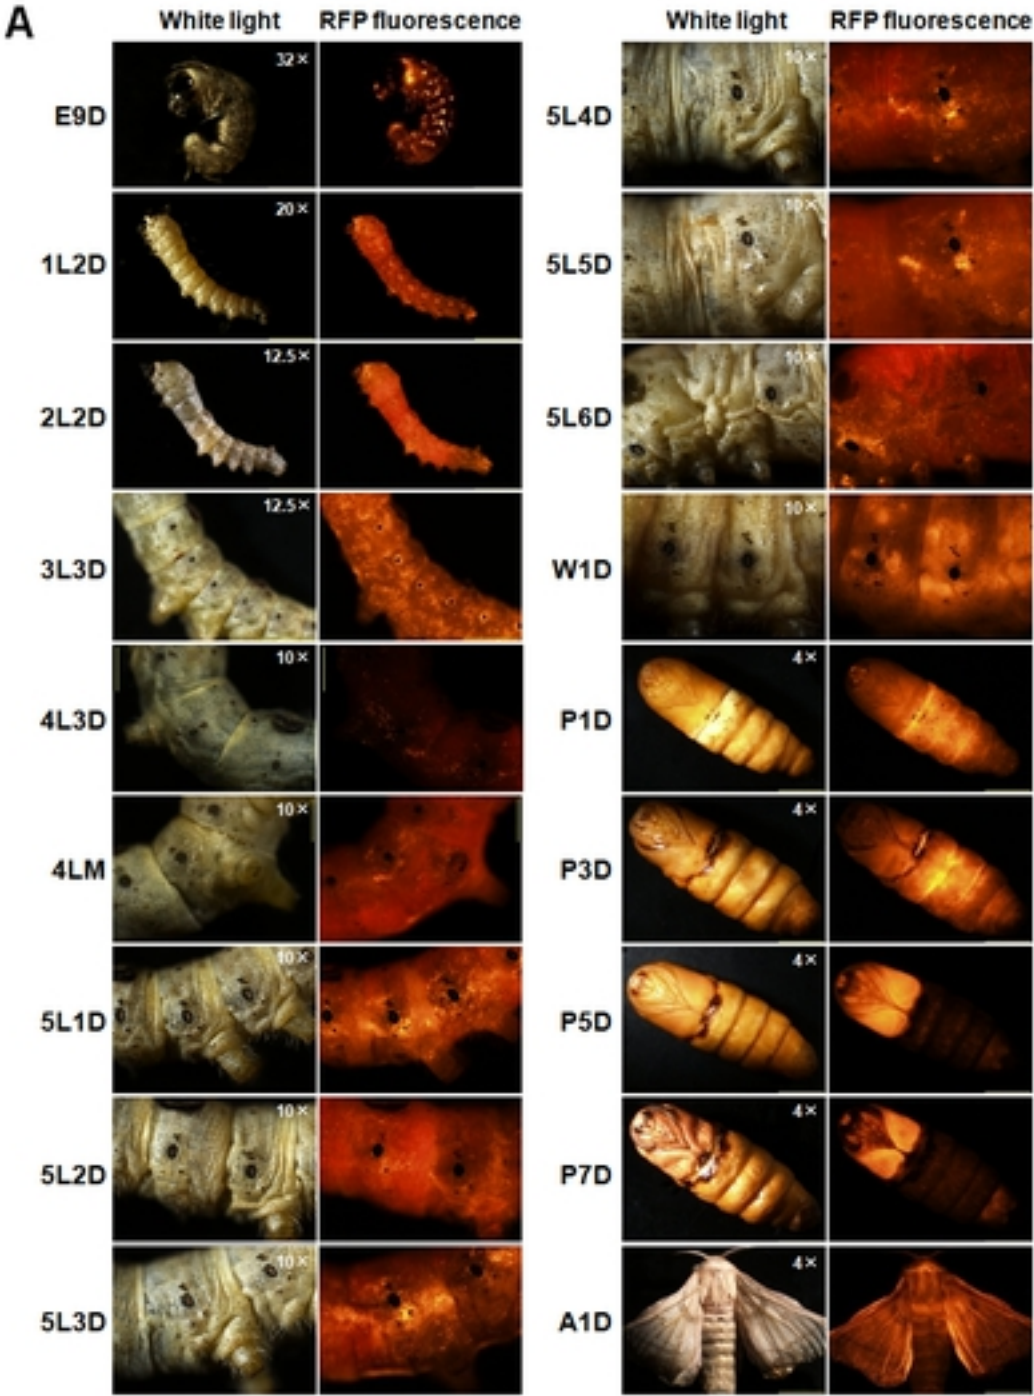 A
White light RFP fluorescence White light RFP fluorescence
E9D 32×
1L2D 20×
2L2D 12.5×
3L3D 12.5×
4L3D 10×
4LM 10×
5L1D 10×
5L2D 10×
5L3D 10×
5L4D 10×
5L5D 10×
5L6D 10×
W1D 10×
P1D 4×
P3D 4×
P5D 4×
P7D 4×
A1D 4×